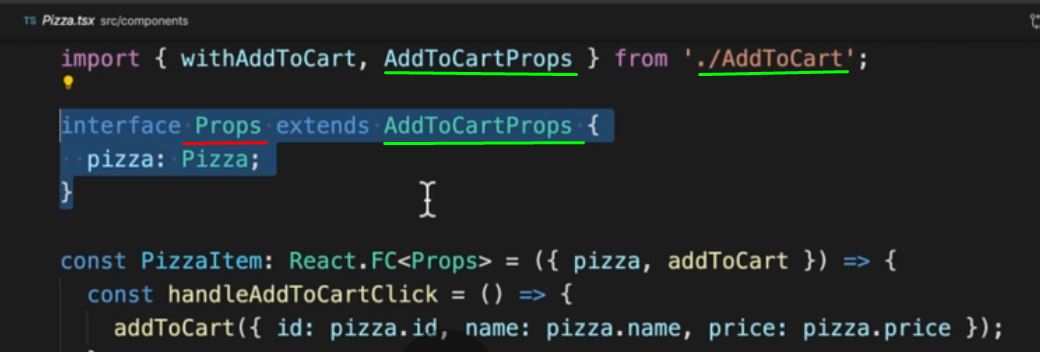 TS Pizza.tsx src/components
import { withAddToCart, AddToCartProps } from './AddToCart';
interface Props extends AddToCartProps {
pizza: Pizza;
}
const PizzaItem: React.FC<Props> = ({ pizza, addToCart }) => {
const handleAddToCartClick = () => {
addToCart({ id: pizza.id, name: pizza.name, price: pizza.price });